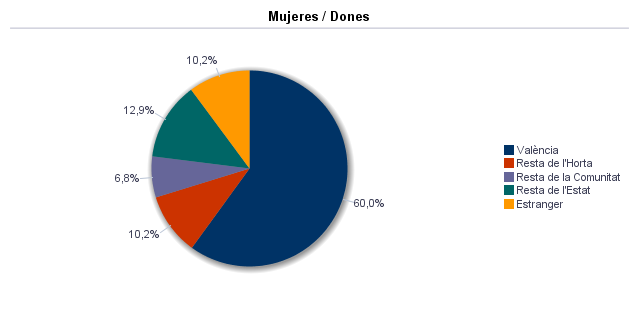 Mujeres / Dones
10,2%
12,9%
6,8%
10,2%
60,0%
València
Resta de l'Horta
Resta de la Comunitat
Resta de l'Estat
Estranger